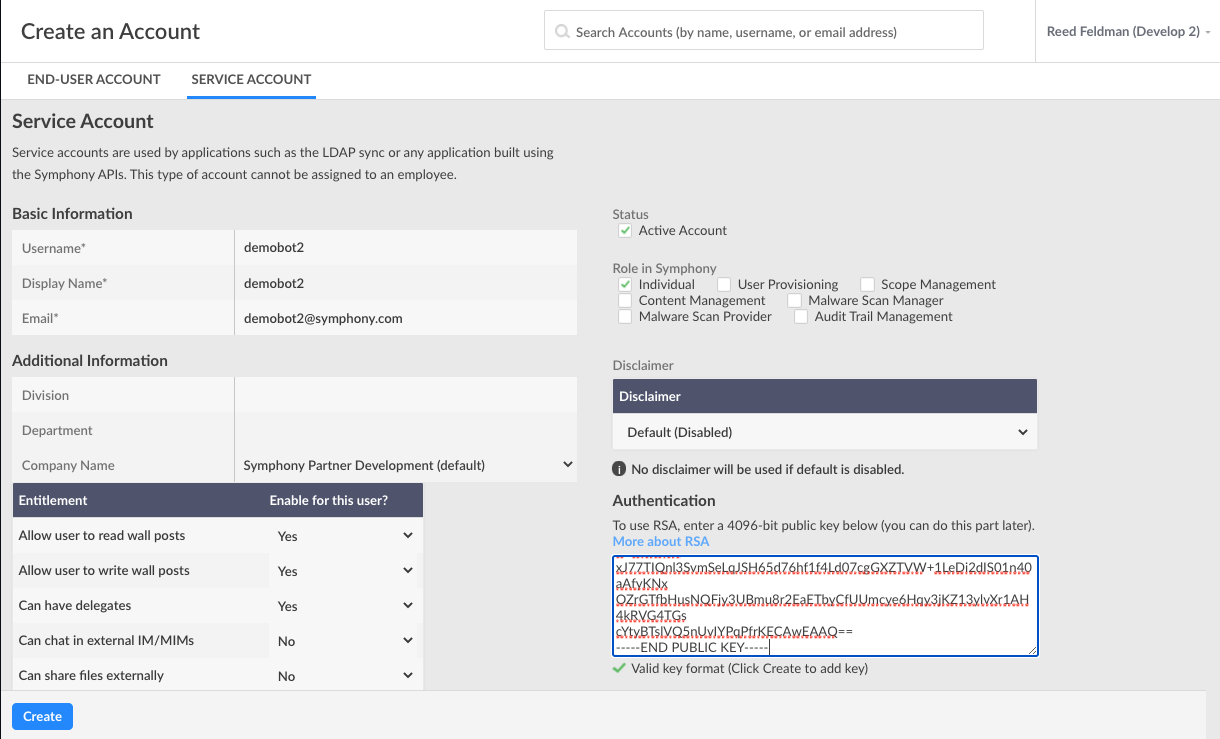 Create an Account
Search Accounts (by name, username, or email address)
Reed Feldman (Develop 2)
END-USER ACCOUNT
SERVICE ACCOUNT
Service Account
Service accounts are used by applications such as the LDAP sync or any application built using
the Symphony APIs. This type of account cannot be assigned to an employee.
Basic Information
Username* demobot2
Display Name* demobot2
Email* demobot2@symphony.com
Additional Information
Division
Department
Company Name Symphony Partner Development (default)
Entitlement Enable for this user?
Allow user to read wall posts Yes
Allow user to write wall posts Yes
Can have delegates Yes
Can chat in external IM/MIMs No
Can share files externally No
Status
Active Account
Role in Symphony
Individual User Provisioning Scope Management
Content Management Malware Scan Manager
Malware Scan Provider Audit Trail Management
Disclaimer
Disclaimer
Default (Disabled)
No disclaimer will be used if default is disabled.
Authentication
To use RSA, enter a 4096-bit public key below (you can do this part later).
More about RSA
-----END PUBLIC KEY-----
Valid key format (Click Create to add key)
Create